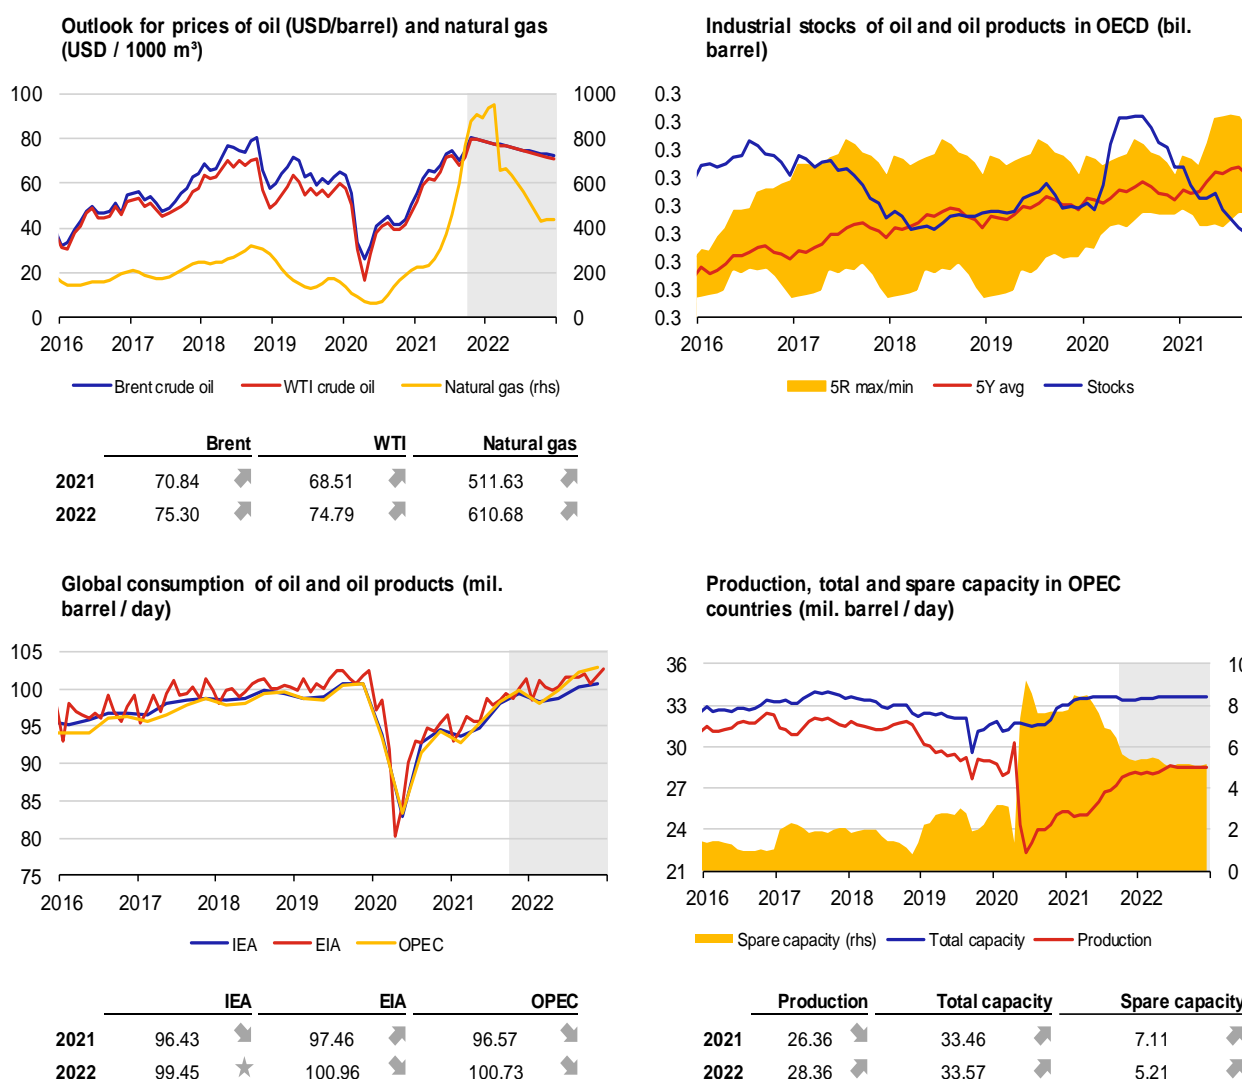 Outlook for prices of oil (USD/barrel) and natural gas
(USD / 1000 m³)
100
80
60
40
20
0
1000
800
600
400
200
0
2016 2017 2018 2019 2020 2021 2022
Brent crude oil WTI crude oil Natural gas (rhs)
Brent WTI Natural gas
2021 70.84 68.51 511.63
2022 75.30 74.79 610.68
Industrial stocks of oil and oil products in OECD (bil.
barrel)
0.3
0.3
0.3
0.3
0.3
0.3
0.3
0.3
0.3
2016 2017 2018 2019 2020 2021
5R max/min 5Y avg Stocks
Global consumption of oil and oil products (mil.
barrel / day)
105
100
95
90
85
80
75
2016 2017 2018 2019 2020 2021 2022
IEA EIA OPEC
IEA EIA OPEC
2021 96.43 97.46 96.57
2022 99.45 100.96 100.73
Production, total and spare capacity in OPEC
countries (mil. barrel / day)
36
33
30
27
24
21
10
8
6
4
2
0
2016 2017 2018 2019 2020 2021 2022
Spare capacity (rhs) Total capacity Production
Production Total capacity Spare capacity
2021 26.36 33.46 7.11
2022 28.36 33.57 5.21